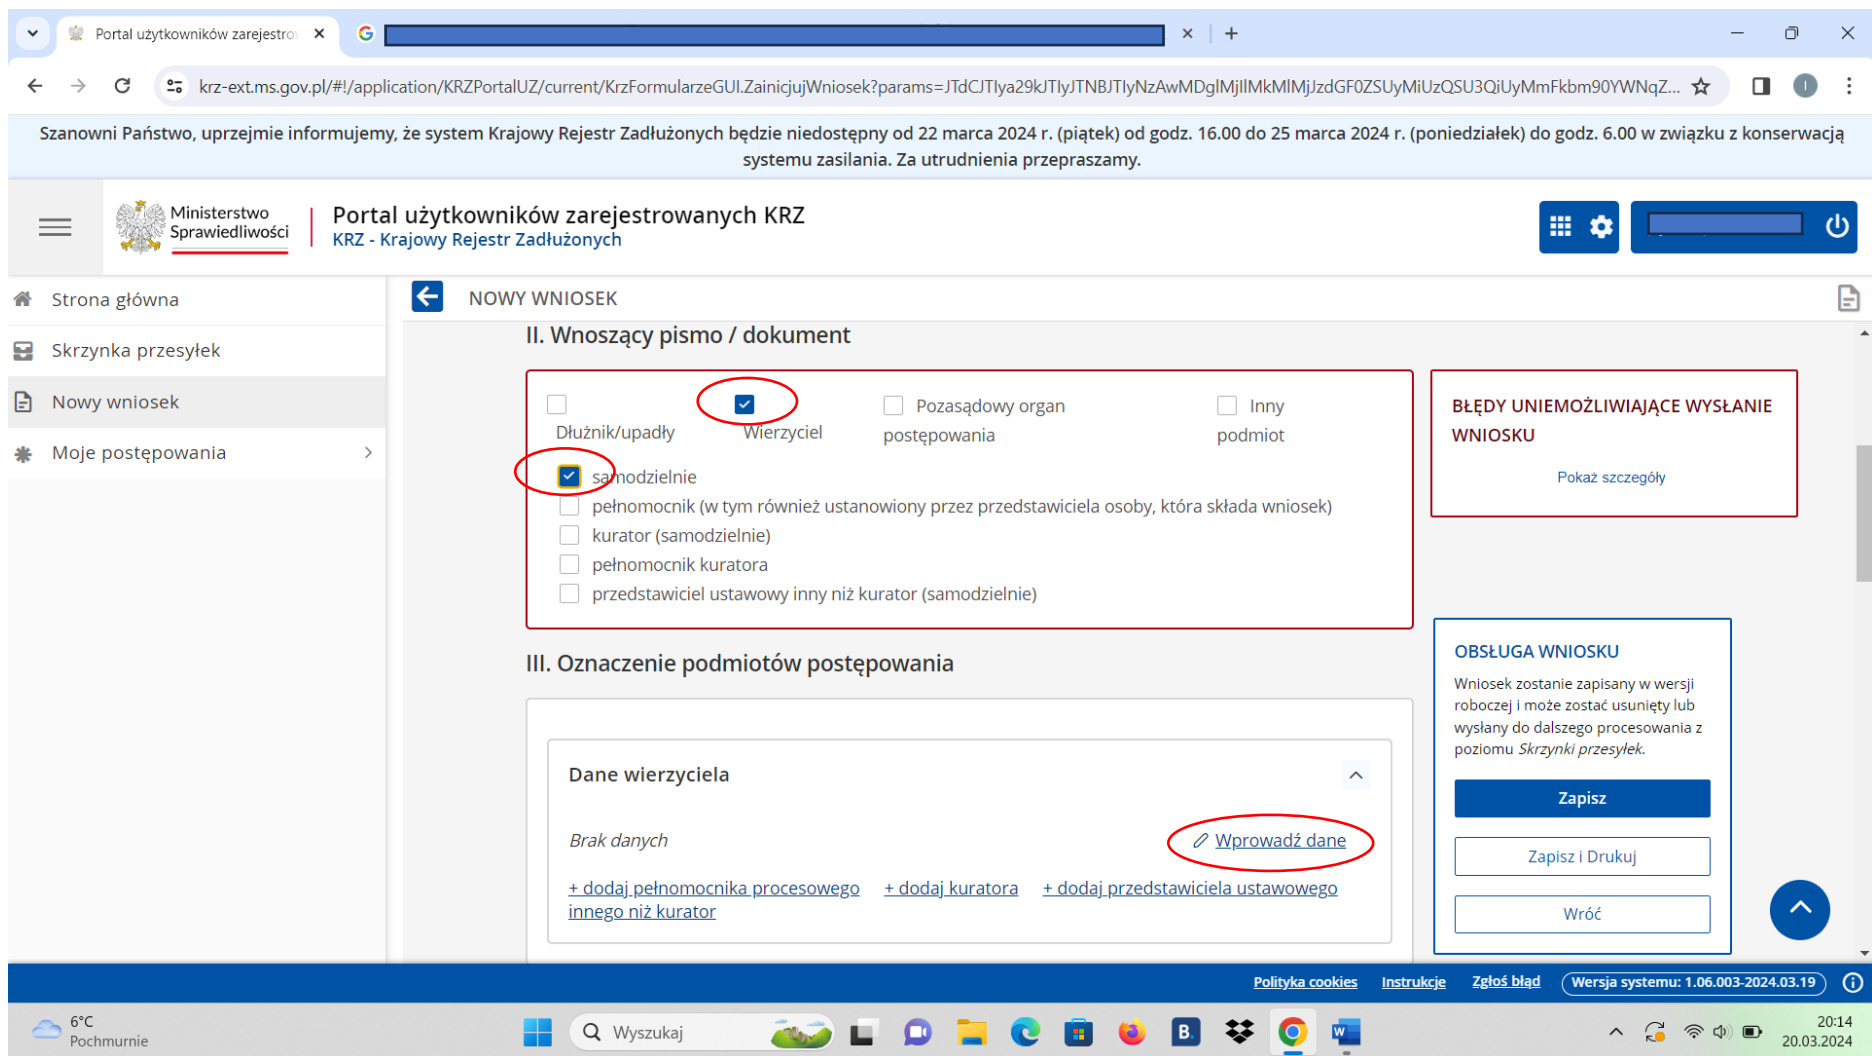 Portal użytkowników zarejestro
krz-ext.ms.gov.pl/#!/application/KRZPortalUZ/current/KrzFormularzeGUI.ZainicjujWniosek?params=
Szanowni Państwo, uprzejmie informujemy, że system Krajowy Rejestr Zadłużonych będzie niedostępny od 22 marca 2024 r. (piątek) od godz. 16.00 do 25 marca 2024 r. (poniedziałek) do godz. 6.00 w związku z konserwacją
systemu zasilania. Za utrudnienia przepraszamy.
Ministerstwo
Sprawiedliwości
Portal użytkowników zarejestrowanych KRZ
KRZ - Krajowy Rejestr Zadłużonych
Strona główna
Skrzynka przesyłek
Nowy wniosek
Moje postępowania
NOWY WNIOSEK
II. Wnoszący pismo / dokument
Dłużnik/upadły
Wierzyciel
Pozasądowy organ
postępowania
Inny
podmiot
samodzielnie
pełnomocnik (w tym również ustanowiony przez przedstawiciela osoby, która składa wniosek)
kurator (samodzielnie)
pełnomocnik kuratora
przedstawiciel ustawowy inny niż kurator (samodzielnie)
BŁĘDY UNIEMOŻLIWIAJĄCE WYSŁANIE
WNIOSKU
Pokaż szczegóły
III. Oznaczenie podmiotów postępowania
Dane wierzyciela
Brak danych
Wprowadź dane
+ dodaj pełnomocnika procesowego + dodaj kuratora + dodaj przedstawiciela ustawowego
innego niż kurator
OBSŁUGA WNIOSKU
Wniosek zostanie zapisany w wersji
roboczej i może zostać usunięty lub
wysłany do dalszego procesowania z
poziomu Skrzynki przesyłek.
Zapisz
Zapisz i Drukuj
Wróć
Polityka cookies Instrukcje Zgłoś błąd Wersja systemu: 1.06.003-2024.03.19
6°C
Pochmurnie
Wyszukaj
B.
20:14
20.03.2024